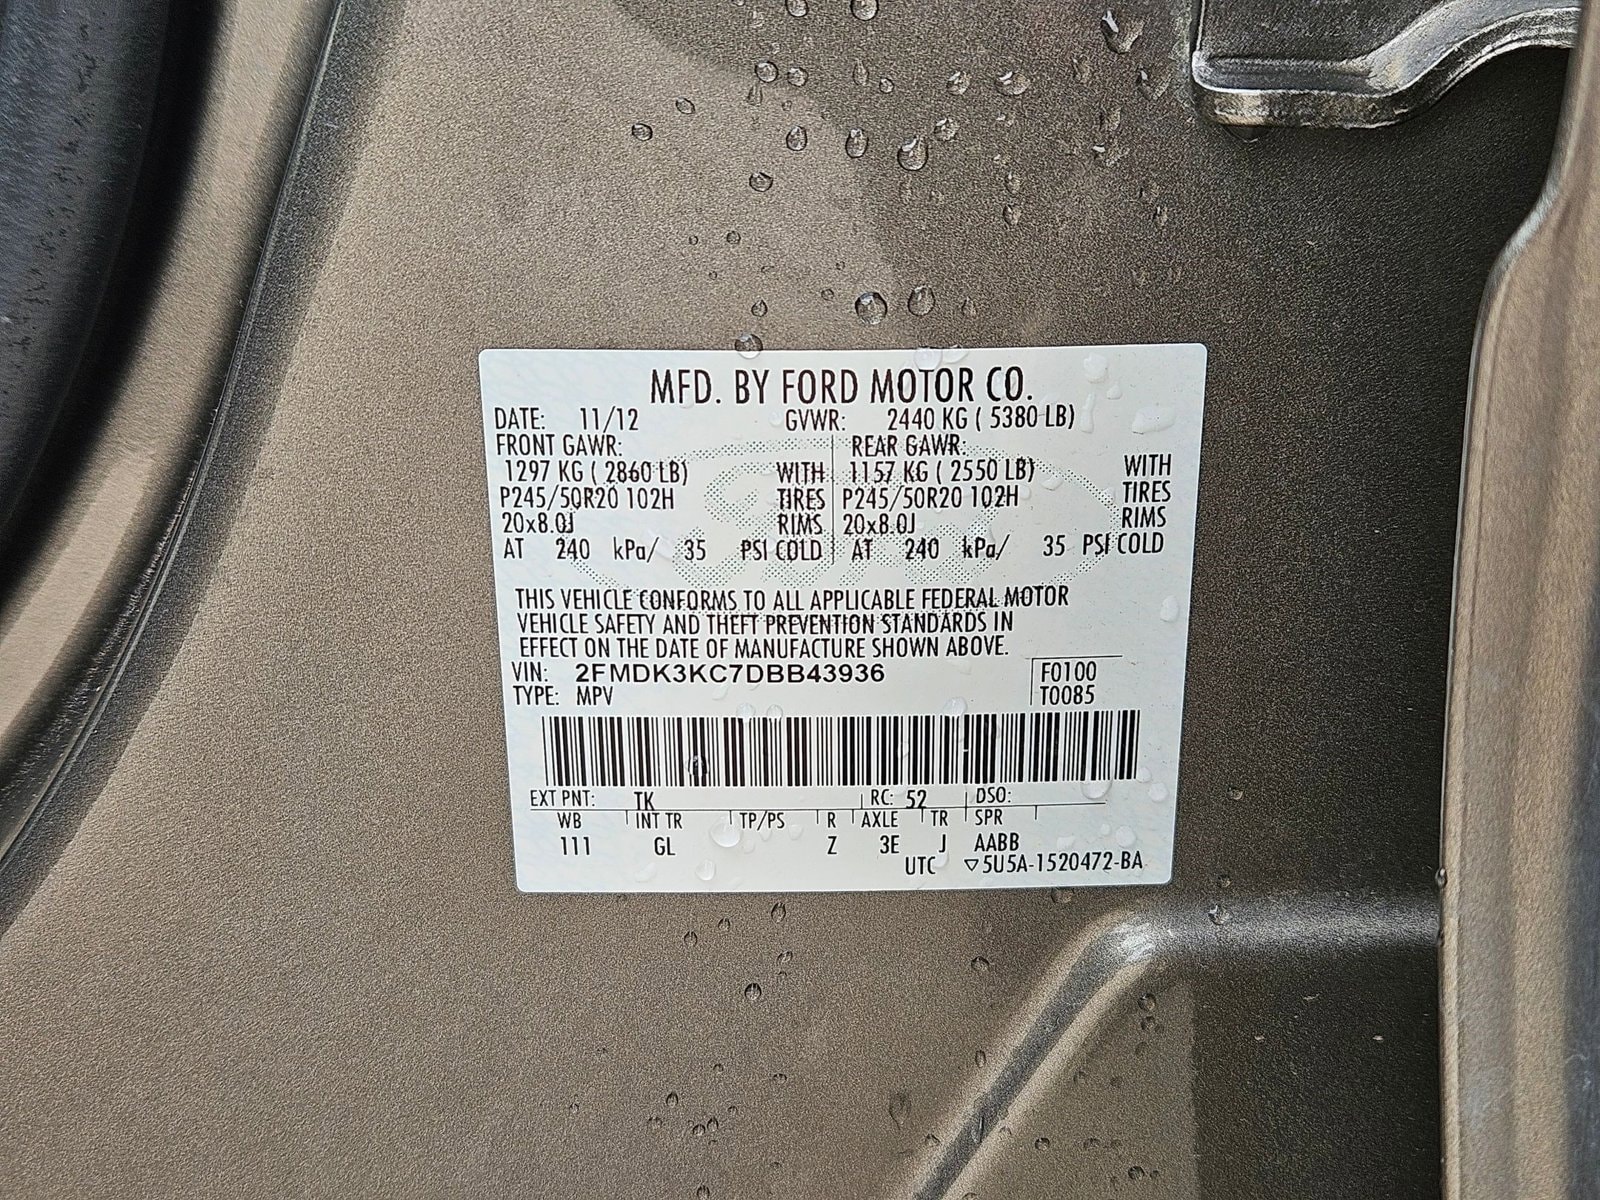 MFD. BY FORD MOTOR CO.
DATE: 11/12 GVWR: 2440 KG ( 5380 LB)
FRONT GAWR: REAR GAWR:
1297 KG ( 2860 LB) WITH 1157 KG ( 2550 LB) WITH
P245/50R20 102H TIRES P245/50R20 102H TIRES
20x8.0J RIMS 20x8.0J RIMS
AT 240 kPa/ 35 PSI COLD AT 240 kPa/ 35 PSI COLD
THIS VEHICLE CONFORMS TO ALL APPLICABLE FEDERAL MOTOR
VEHICLE SAFETY AND THEFT PREVENTION STANDARDS IN
EFFECT ON THE DATE OF MANUFACTURE SHOWN ABOVE.
VIN: 2FMDK3KC7DBB43936 F0100
TYPE: MPV T0085
EXT PNT: TK RC: 52 DSO:
WB INT TR TP/PS R AXLE TR SPR
111 GL Z 3E J AABB
UTC ▽5U5A-1520472-BA